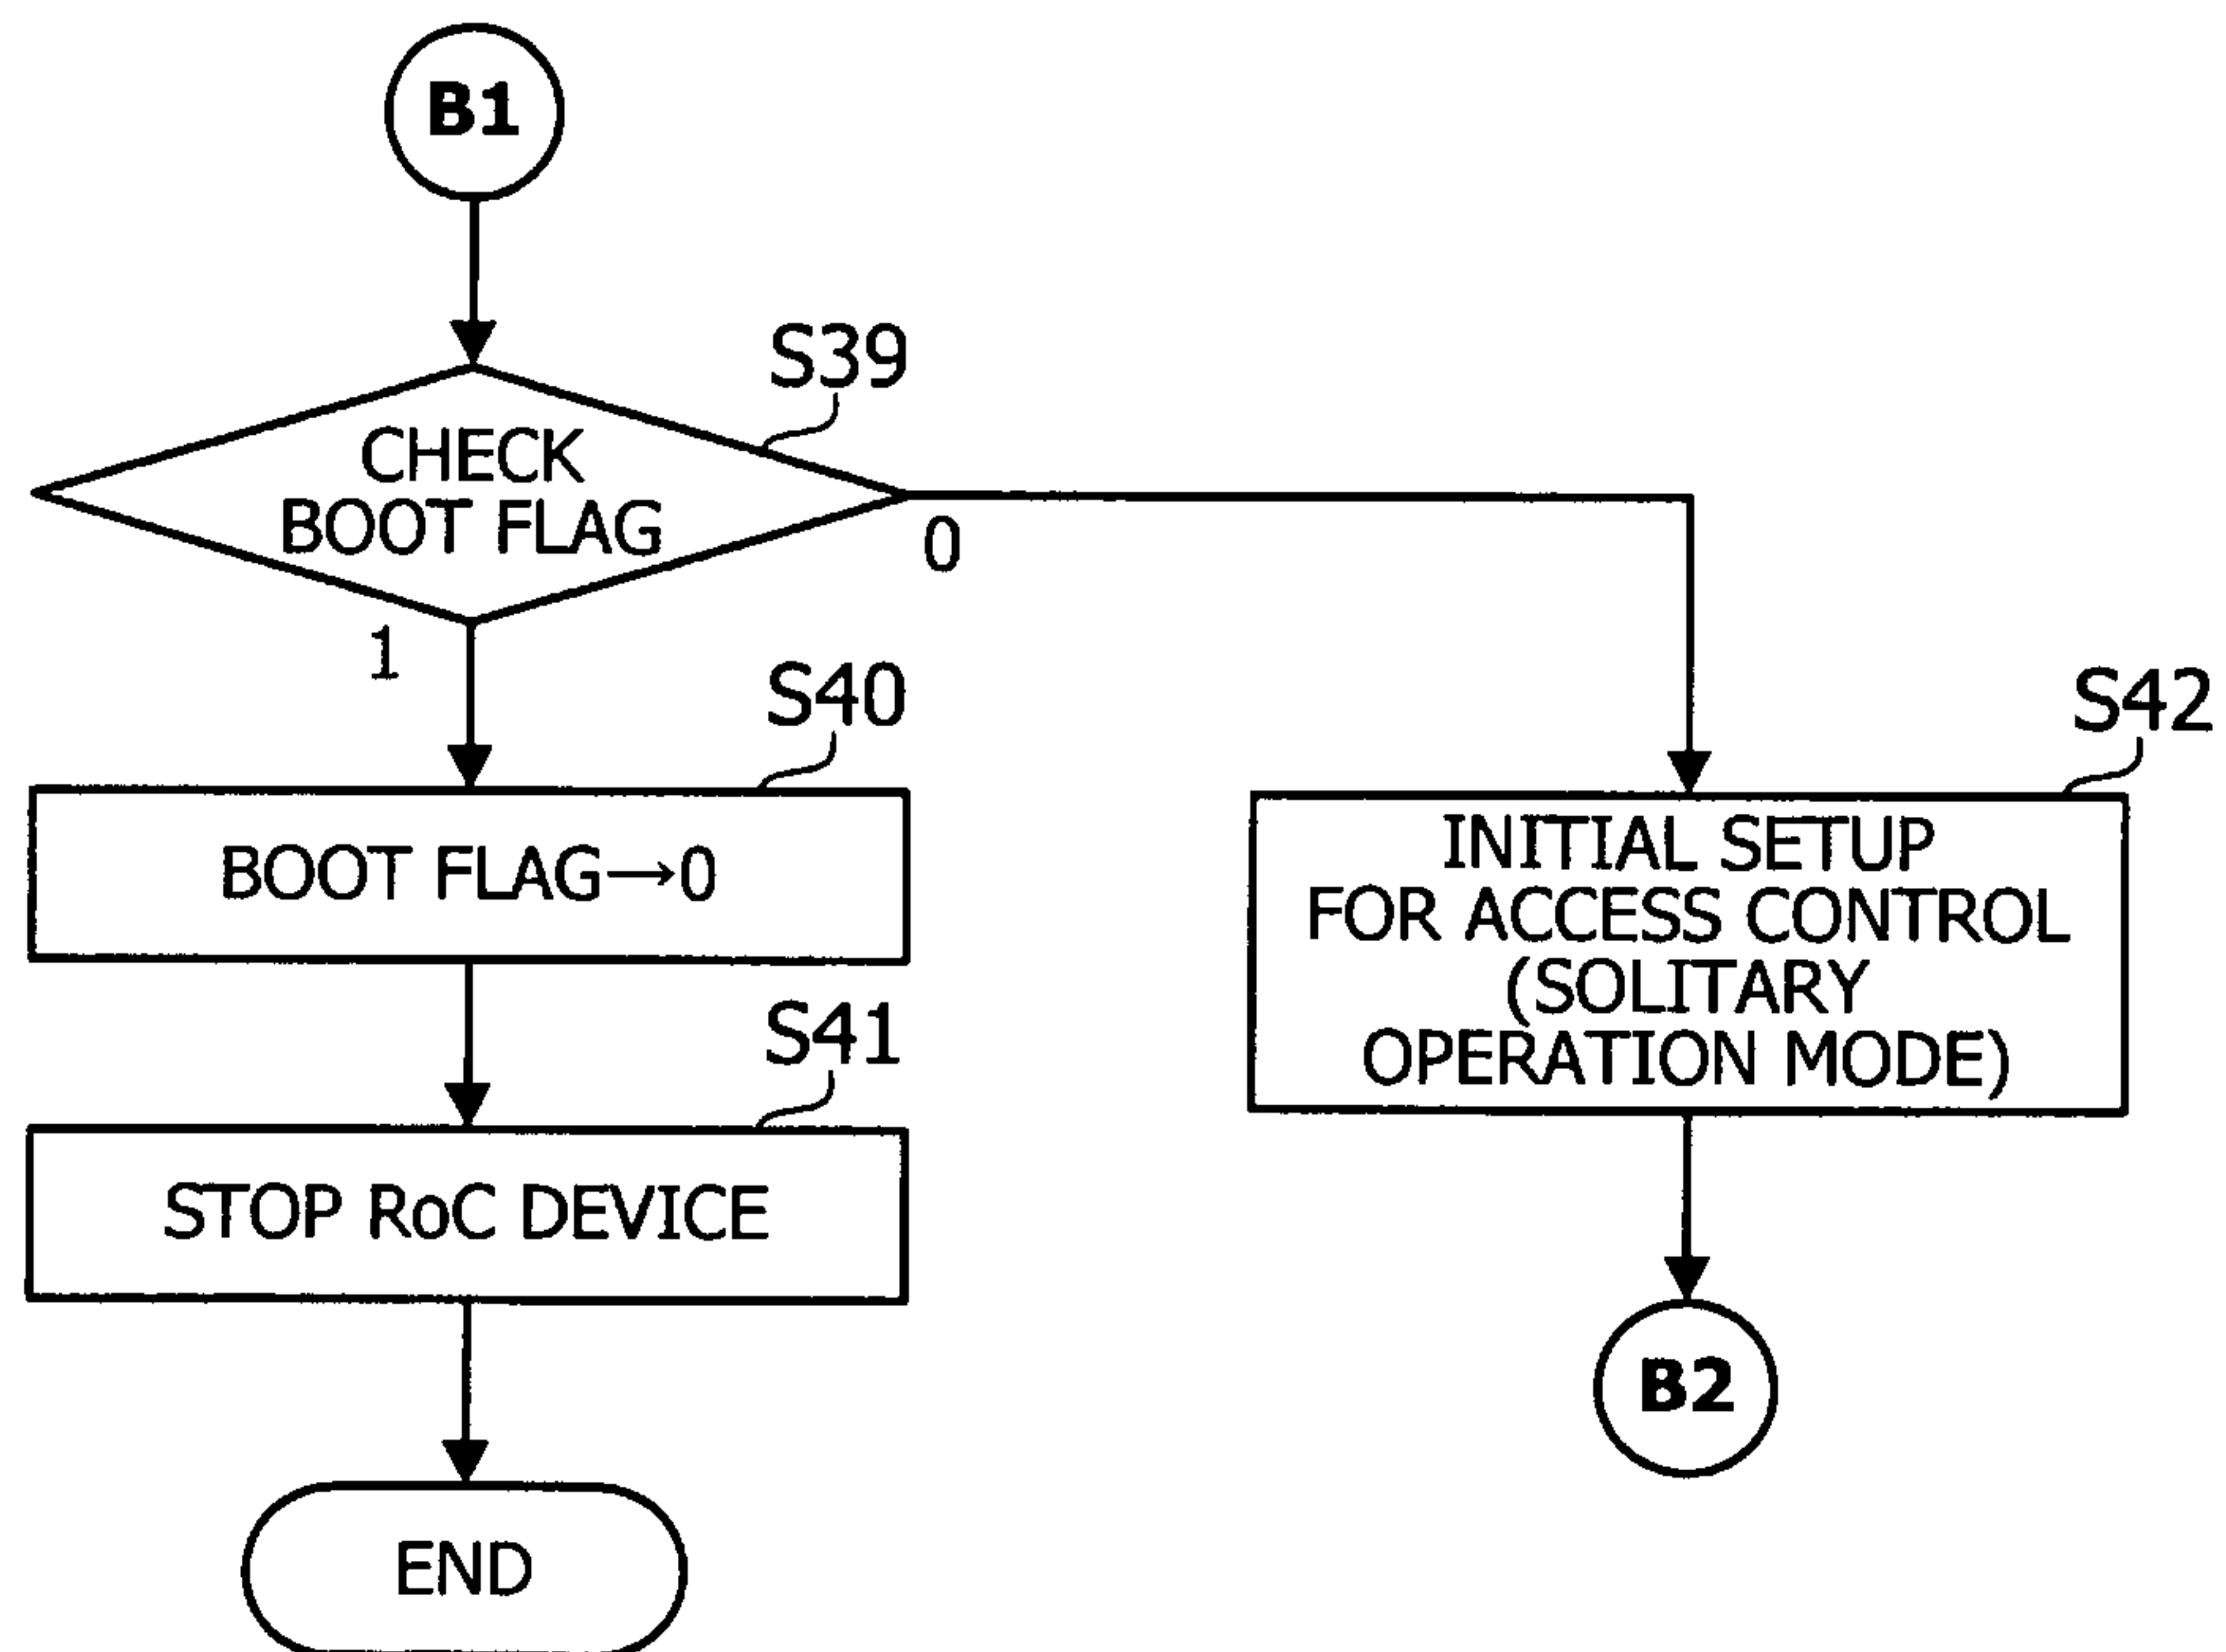 B1
S39
CHECK
BOOT FLAG
0
1
S40
S42
BOOT FLAG→0
INITIAL SETUP
FOR ACCESS CONTROL
(SOLITARY
OPERATION MODE)
S41
STOP RoC DEVICE
B2
END